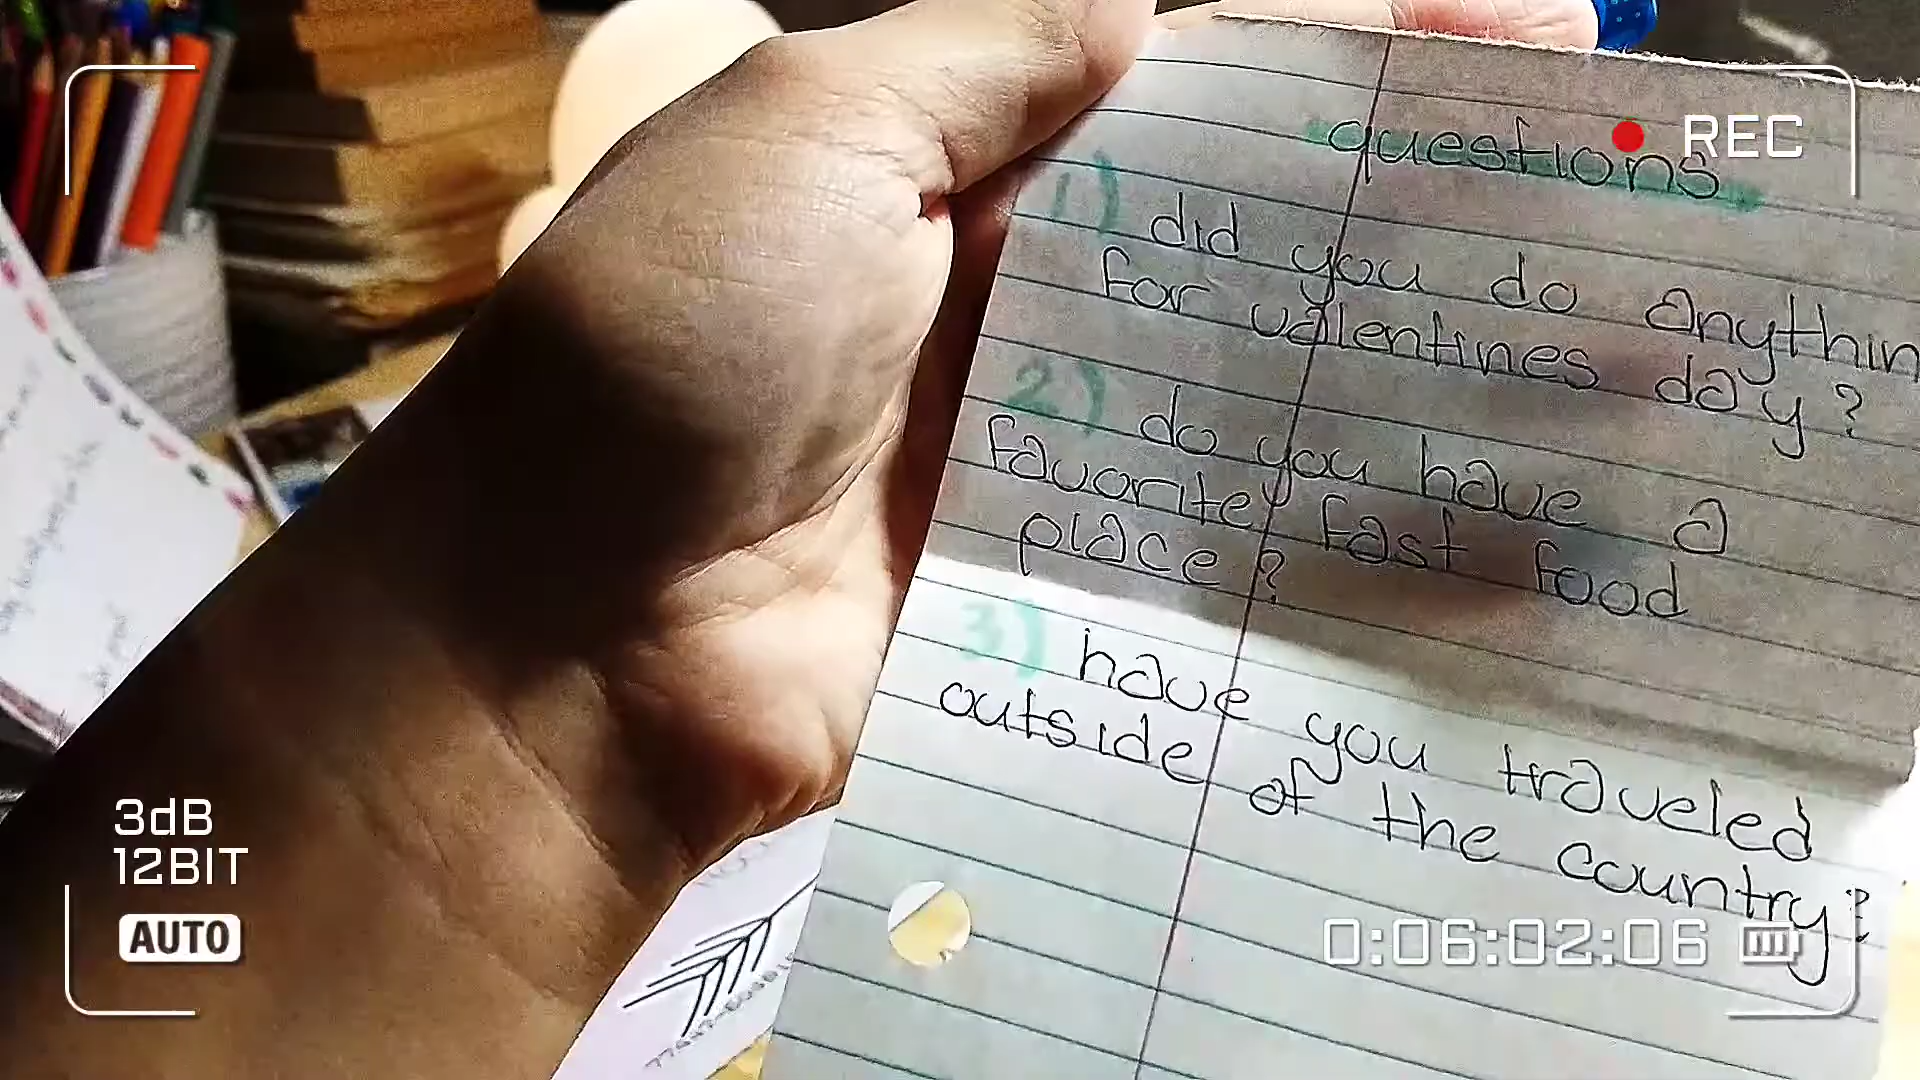 questions
1) did you do anythin
for valentines day?
2) do you have a
favorite fast food
place?
3) have you traveled
outside of the country?
REC
3dB
12BIT
AUTO
0:06:02:06